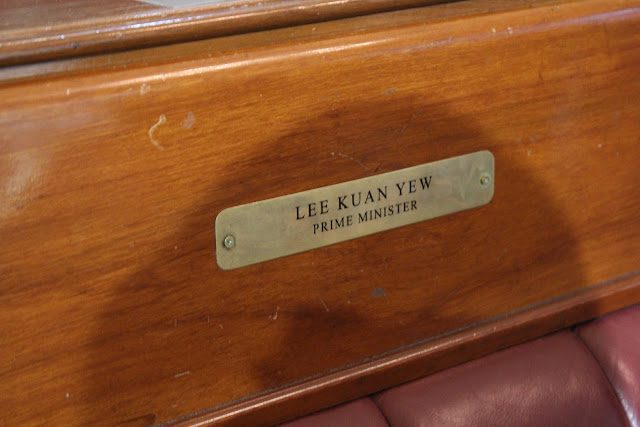 LEE KUAN YEW
PRIME MINISTER